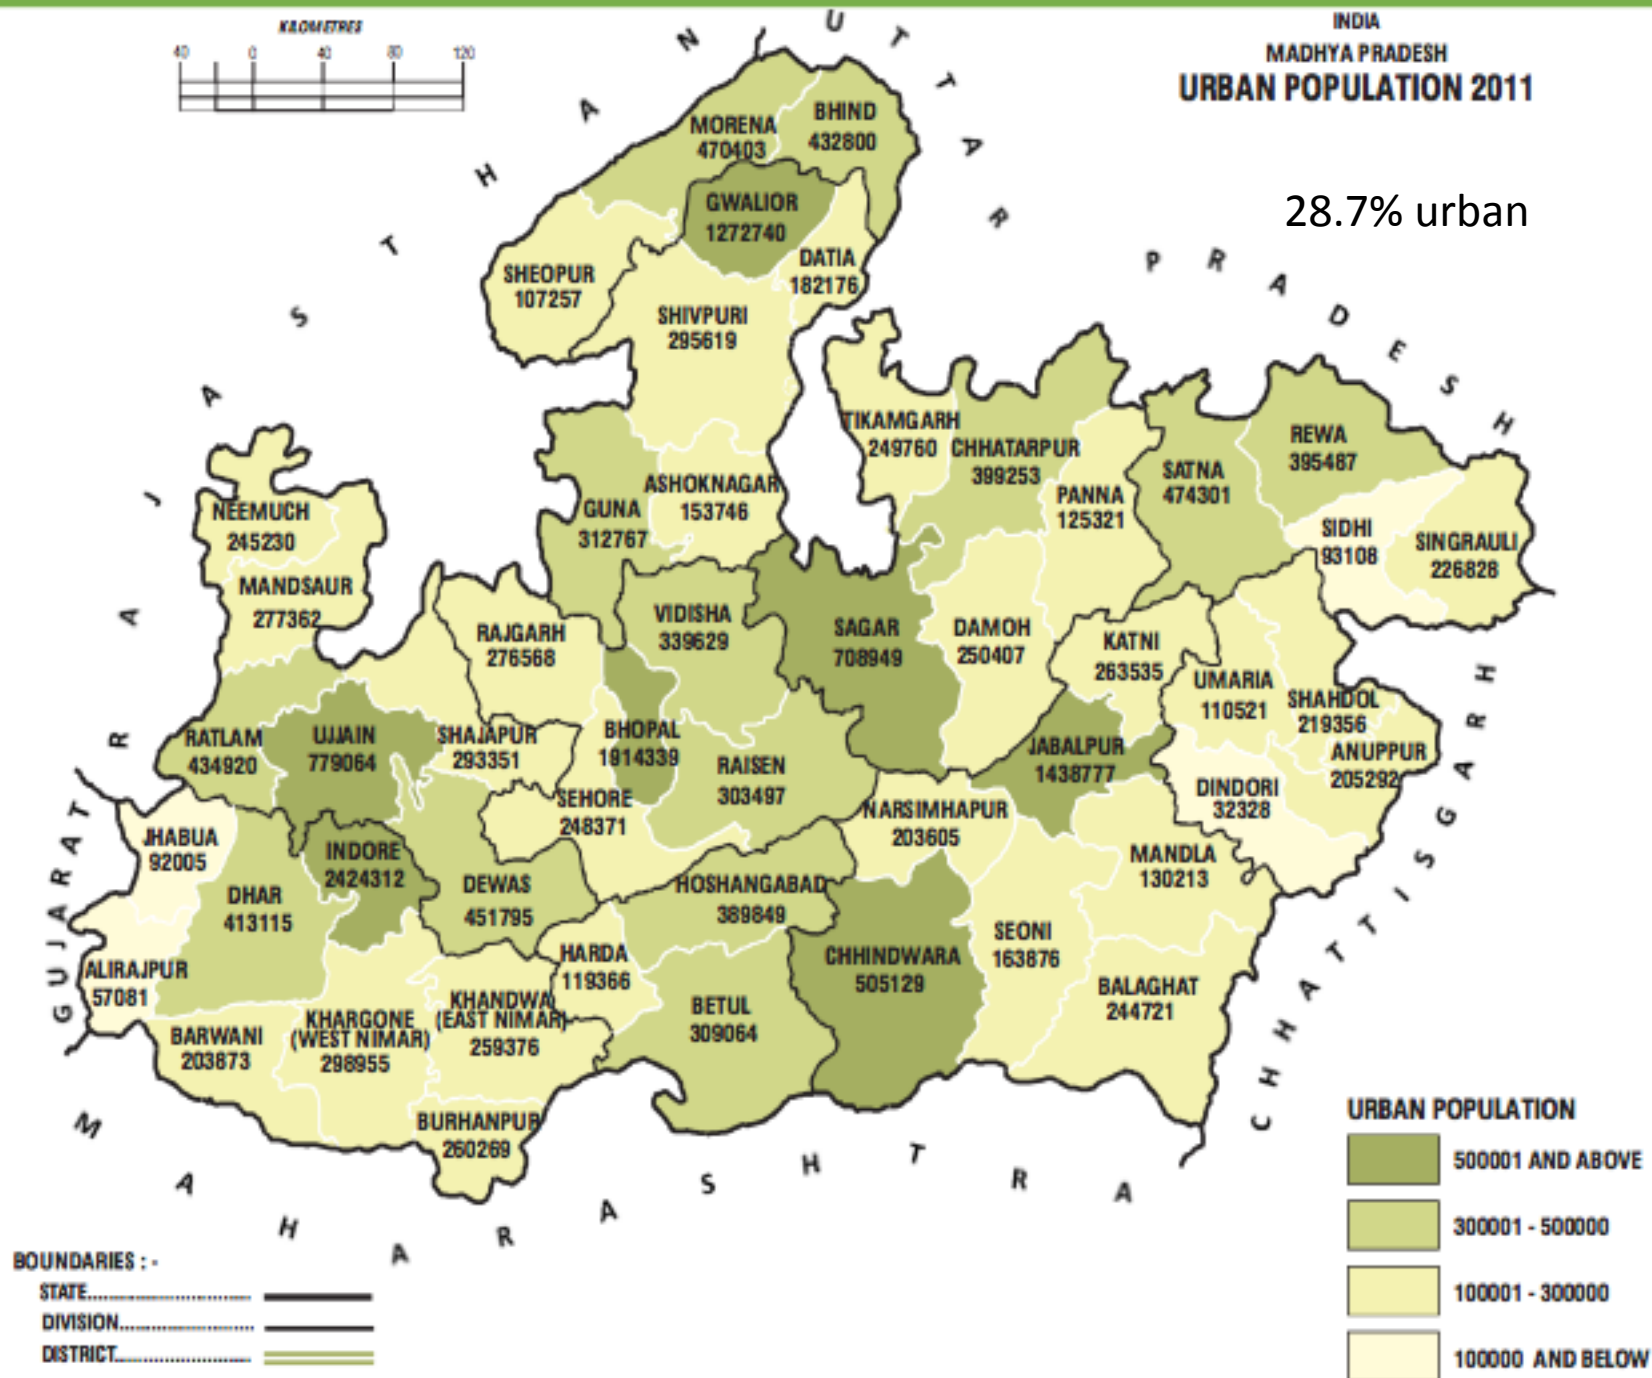 KILOMETRES
40 0 40 80 120
INDIA
MADHYA PRADESH
URBAN POPULATION 2011
28.7% urban
RAJASTHAN
UTTAR PRADESH
MORENA
470403
BHIND
432800
GWALIOR
1272740
DATIA
182176
SHEOPUR
107257
SHIVPURI
295619
TIKAMGARH
249760
CHHATARPUR
399253
PANNA
125321
SATNA
474301
REWA
395487
SIDHI
93108
SINGRAULI
226828
NEEMUCH
245230
MANDSAUR
277362
GUNA
312767
ASHOKNAGAR
153746
RAJGARH
276568
VIDISHA
339629
SAGAR
708949
DAMOH
250407
KATNI
263535
UMARIA
110521
SHAHDOL
219356
ANUPPUR
205292
RATLAM
434920
UJJAIN
779064
SHAJAPUR
293351
BHOPAL
1914339
RAISEN
303497
JABALPUR
1438777
DINDORI
32328
SEHORE
248371
NARSIMHAPUR
203605
MANDLA
130213
JHABUA
92005
DHAR
413115
INDORE
2424312
DEWAS
451795
HOSHANGABAD
389849
HARDA
119366
CHHINDWARA
505129
SEONI
163876
BALAGHAT
244721
ALIRAJPUR
57081
BARWANI
203873
KHARGONE
(WEST NIMAR)
298955
KHANDWA
(EAST NIMAR)
259376
BETUL
309064
BURHANPUR
260269
GUJARAT
MAHARASHTRA
CHHATTISGARH
BOUNDARIES : -
STATE
DIVISION
DISTRICT
URBAN POPULATION
500001 AND ABOVE
300001 - 500000
100001 - 300000
100000 AND BELOW